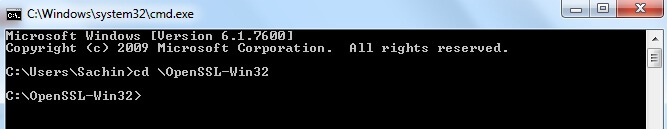 C:\Windows\system32\cmd.exe
Microsoft Windows [Version 6.1.7600]
Copyright (c) 2009 Microsoft Corporation.  All rights reserved.
C:\Users\Sachin>cd \OpenSSL-Win32
C:\OpenSSL-Win32>